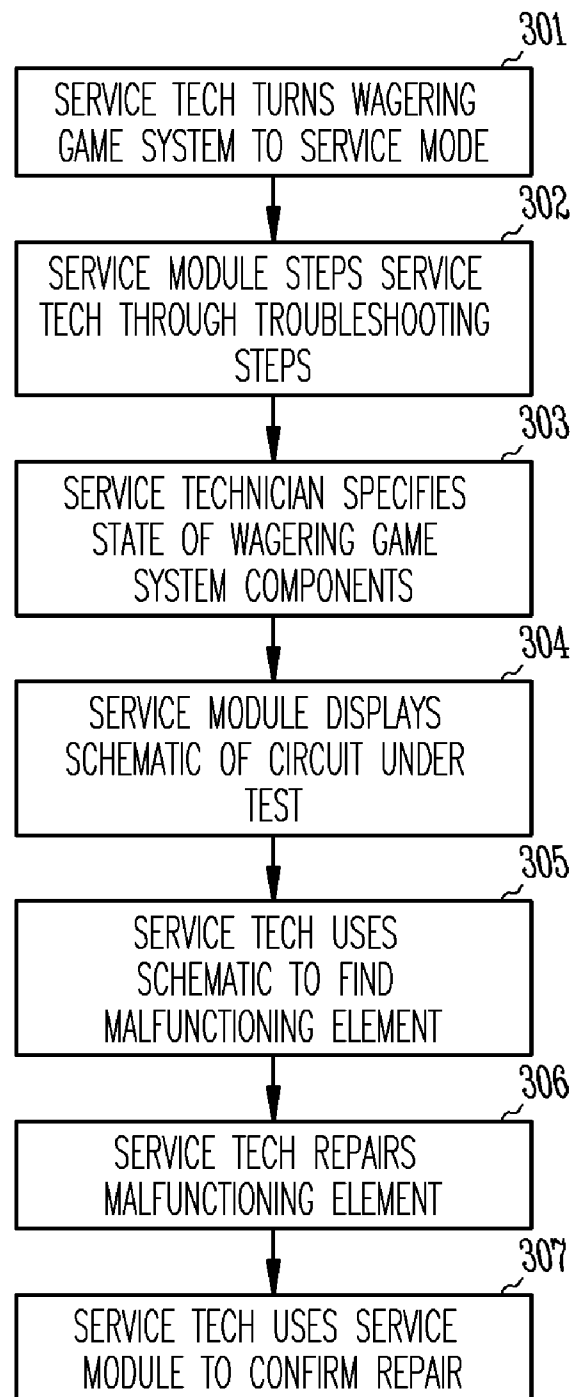 301
SERVICE TECH TURNS WAGERING
GAME SYSTEM TO SERVICE MODE
302
SERVICE MODULE STEPS SERVICE
TECH THROUGH TROUBLESHOOTING
STEPS
303
SERVICE TECHNICIAN SPECIFIES
STATE OF WAGERING GAME
SYSTEM COMPONENTS
304
SERVICE MODULE DISPLAYS
SCHEMATIC OF CIRCUIT UNDER
TEST
305
SERVICE TECH USES
SCHEMATIC TO FIND
MALFUNCTIONING ELEMENT
306
SERVICE TECH REPAIRS
MALFUNCTIONING ELEMENT
307
SERVICE TECH USES SERVICE
MODULE TO CONFIRM REPAIR